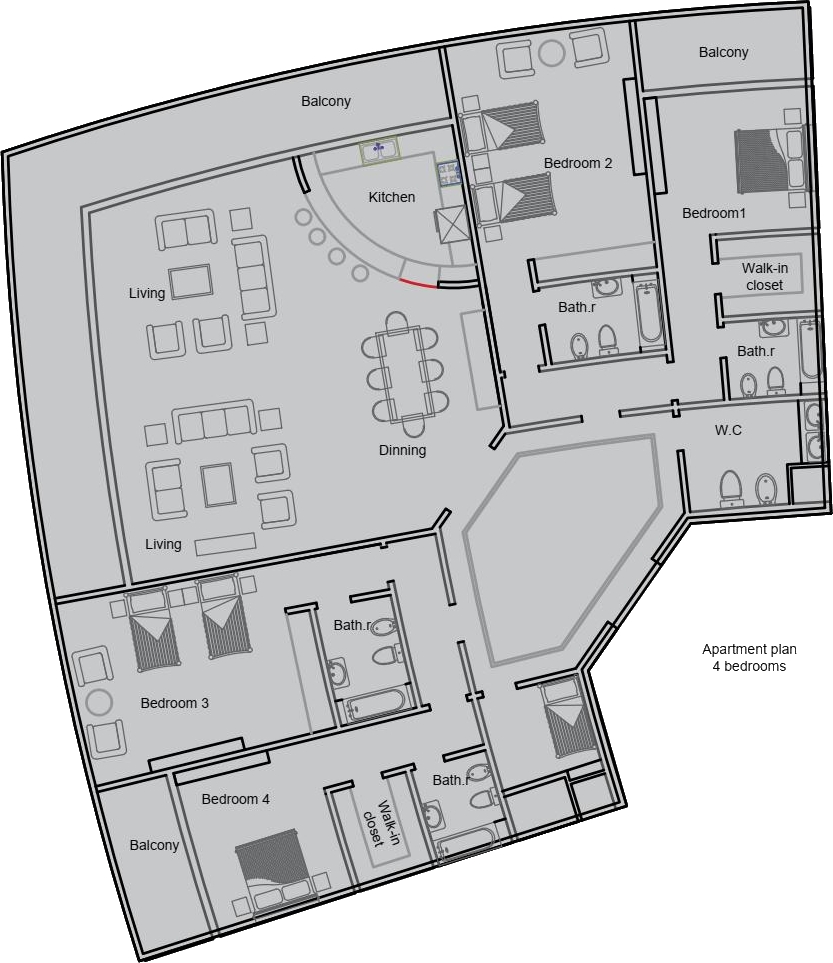 Balcony
Balcony
Bedroom 2
Kitchen
Bedroom1
Walk-in
closet
Living
Bath.r
Bath.r
W.C
Dinning
Living
Bath.r
Apartment plan
4 bedrooms
Bedroom 3
Bath.r
Bedroom 4
Walk-in
closet
Balcony